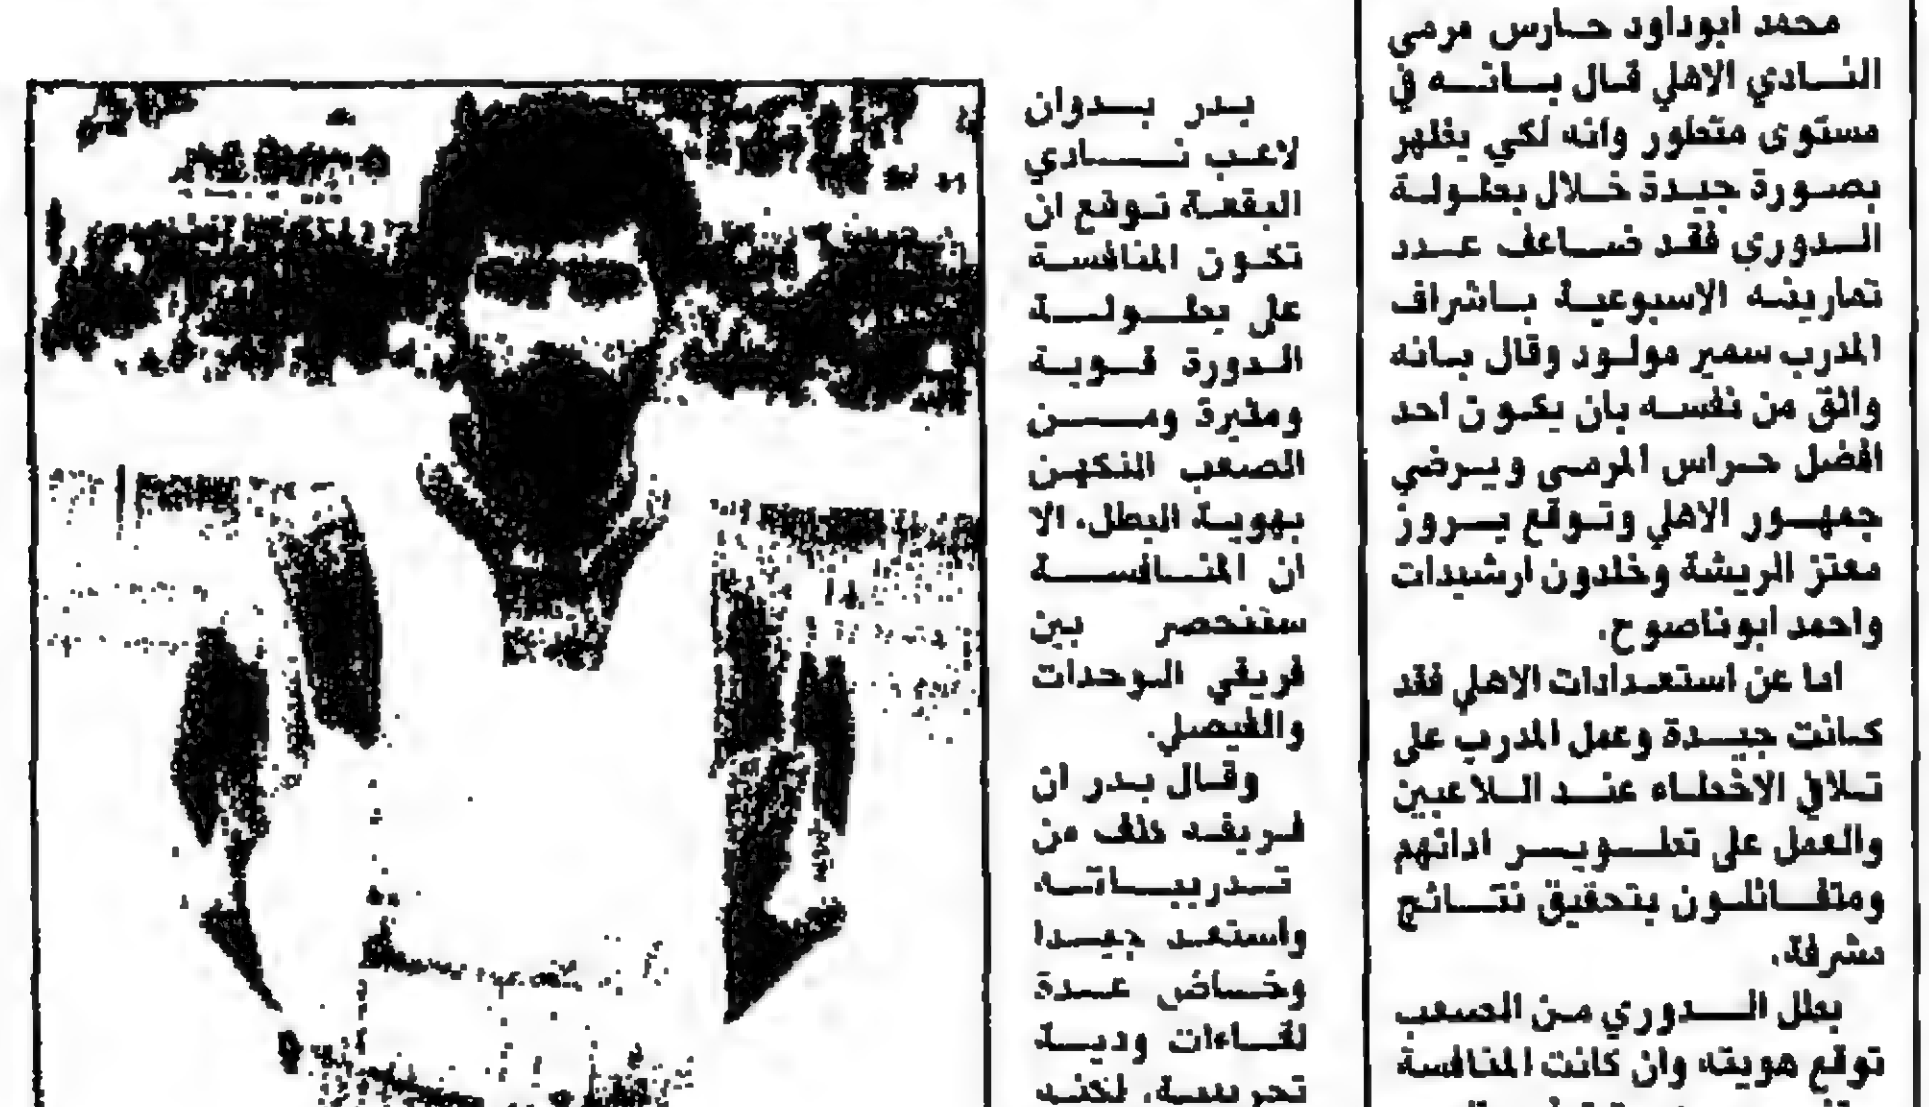 محمد ابوداود حارس مرمي
النادي الاهلي قال بانه في
مستوى متطور وانه لكي يظهر
بصورة جيدة خلال بطولة
الدوري فقد ضاعف عدد
تمارينه الاسبوعية باشراف
المدرب سمير مولود وقال بانه
واثق من نفسه بان يكون احد
افضل حراس المرمى ويرضي
جمهور الاهلي وتوقع بروز
معتز الريشة وخلدون ارشيدات
واحمد ابوناصوح.
اما عن استعدادات الاهلي فقد
كانت جيدة وعمل المدرب على
تلافي الاخطاء عند اللاعبين
والعمل على تطوير ادائهم
ومتفائلون بتحقيق نتائج
مشرفة.
بطل الدوري من الصعب
توقع هويته وان كانت المنافسة
بدر بدوان
لاعب نادي
البقعة توقع ان
تكون المنافسة
على بطولة
الدورة قوية
ومثيرة ومن
الصعب التكهن
بهوية البطل، الا
ان المنافسة
ستنحصر بين
فريقي الوحدات
والفيصلي.
وقال بدر ان
فريقه كثف من
تدريباته
واستعد جيدا
وخاض عدة
لقاءات ودية
تجريبية، لكنه